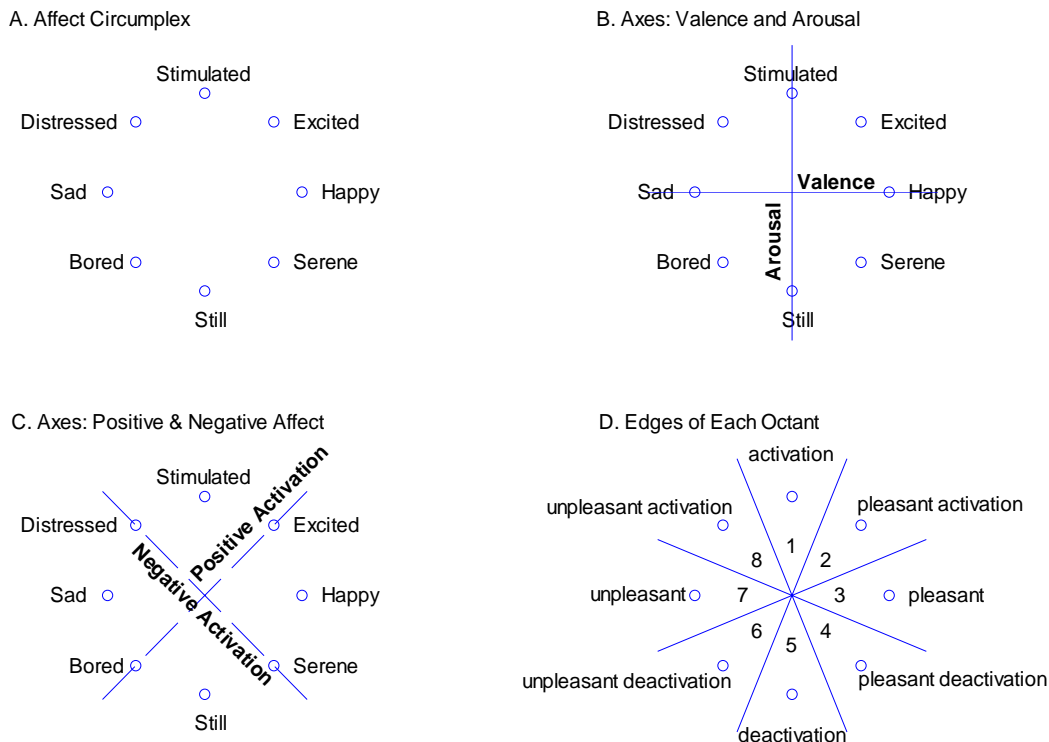 A. Affect Circumplex
Stimulated
Distressed
Excited
Sad
Happy
Bored
Serene
Still
B. Axes: Valence and Arousal
Stimulated
Distressed
Excited
Valence
Sad
Happy
Arousal
Bored
Serene
Still
C. Axes: Positive & Negative Affect
Stimulated
Positive Activation
Distressed
Excited
Negative Activation
Sad
Happy
Bored
Serene
Still
D. Edges of Each Octant
activation
unpleasant activation
pleasant activation
1
8
2
unpleasant
7
3
pleasant
6
4
5
unpleasant deactivation
pleasant deactivation
deactivation